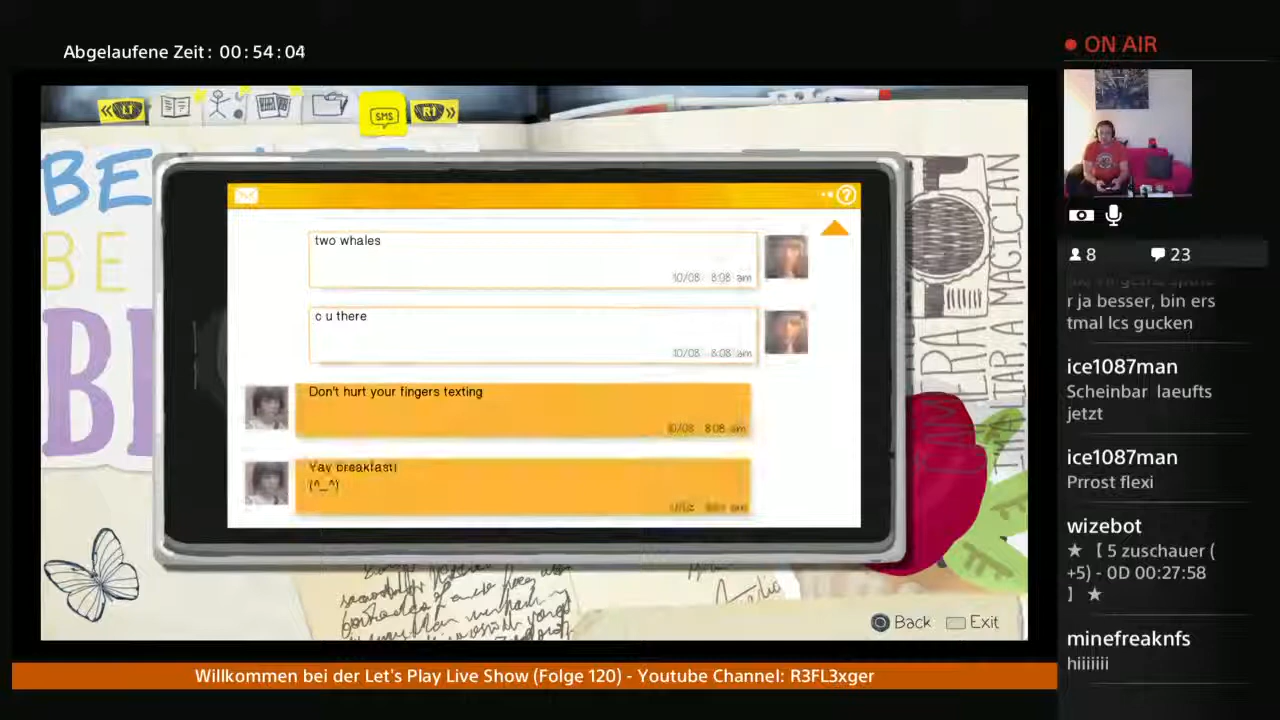 Abgelaufene Zeit: 00:54:04
ON AIR
LT
SMS
R1
BE
BE
BL
two whales
10/08 8:08 am
c u there
10/08 8:08 am
Don't hurt your fingers texting
10/08 8:08 am
Yay breakfast!
(^_^)
I'M A LIAR, A MAGICIAN
Back
Exit
8
23
r ja besser, bin ers
tmal lcs gucken
ice1087man
Scheinbar laeufts
jetzt
ice1087man
Prrost flexi
wizebot
★ 【 5 zuschauer (
+5) - 0D 00:27:58
】 ★
minefreaknfs
hiiiiiii
Willkommen bei der Let's Play Live Show (Folge 120) - Youtube Channel: R3FL3xger